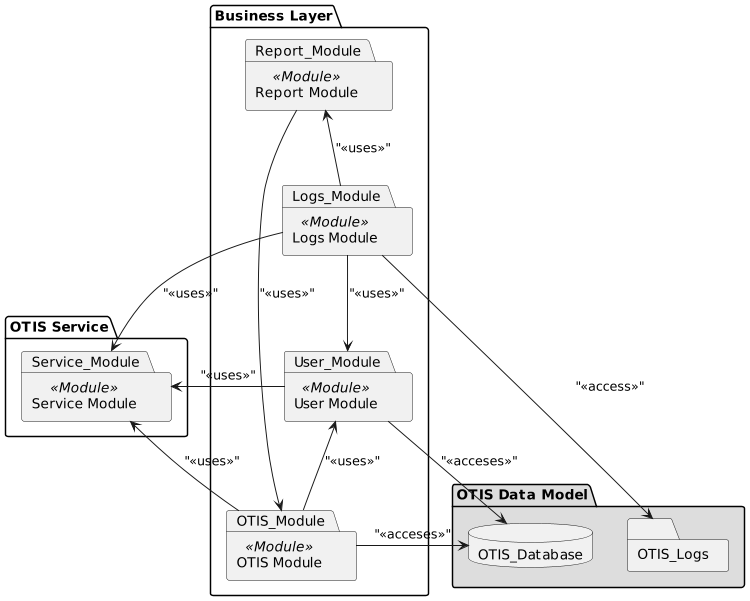 Business Layer
Report_Module
«Module»
Report Module
"«uses»"
Logs_Module
«Module»
Logs Module
"«uses»"
"«uses»"
"«uses»"
OTIS Service
Service_Module
«Module»
Service Module
"«uses»"
User_Module
«Module»
User Module
"«access»"
"«uses»"
"«uses»"
"«acceses»"
OTIS_Module
«Module»
OTIS Module
"«acceses»"
OTIS Data Model
OTIS_Database
OTIS_Logs